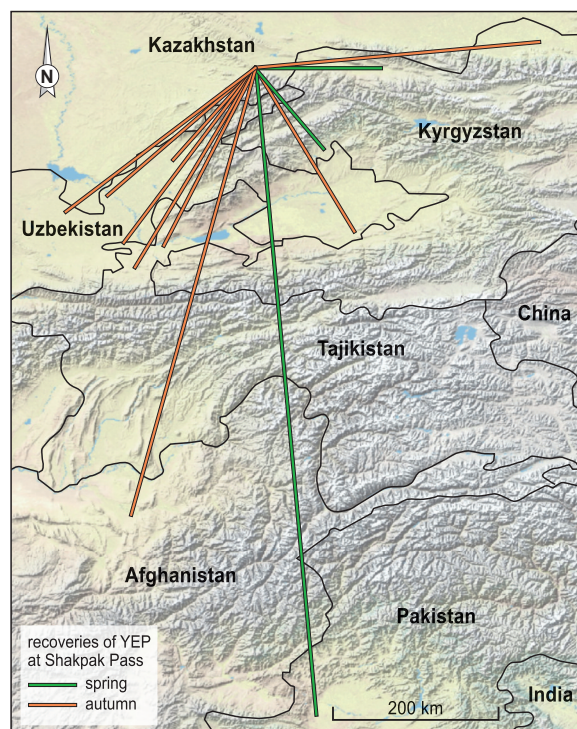 Kazakhstan
N
Kyrgyzstan
Uzbekistan
China
Tajikistan
Afghanistan
Pakistan
recoveries of YEP
at Shakpak Pass
spring
autumn
200 km
India